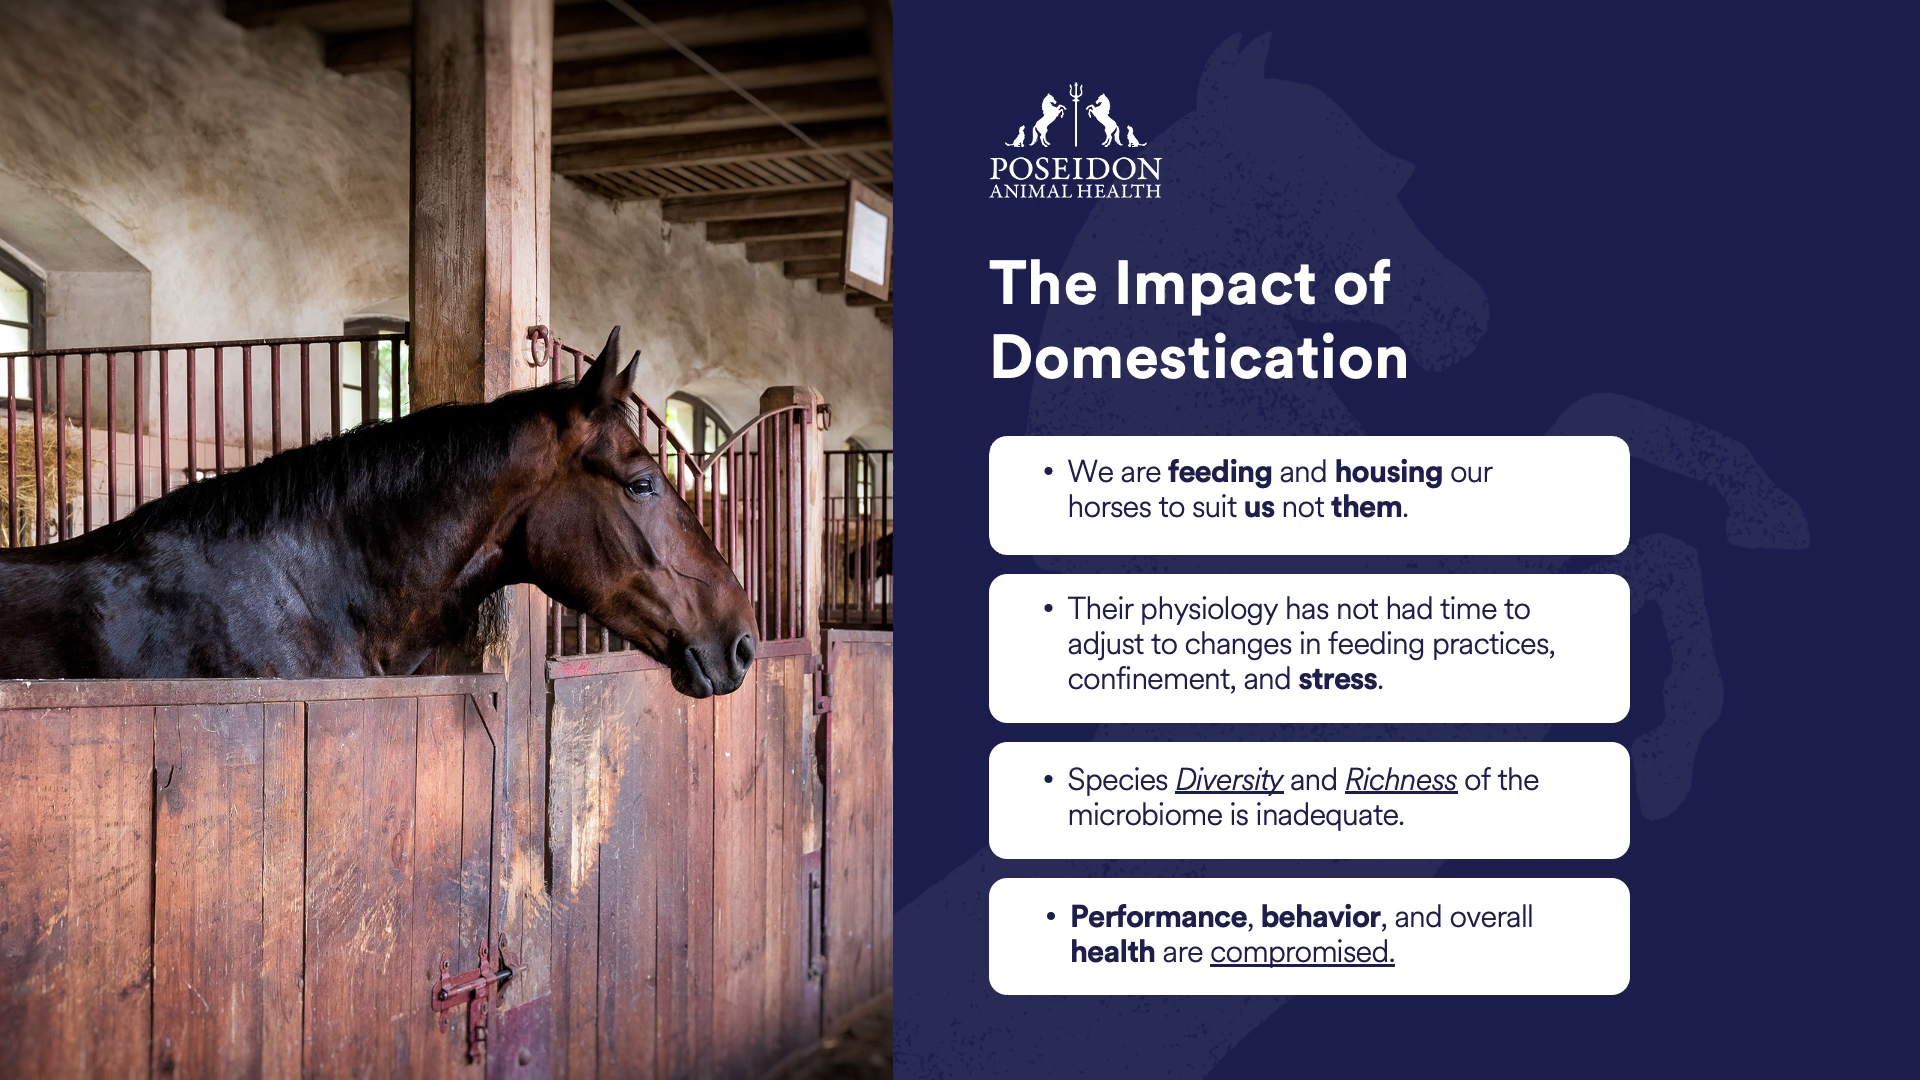 POSEIDON
ANIMAL HEALTH
The Impact of
Domestication
• We are feeding and housing our
horses to suit us not them.
• Their physiology has not had time to
adjust to changes in feeding practices,
confinement, and stress.
• Species Diversity and Richness of the
microbiome is inadequate.
• Performance, behavior, and overall
health are compromised.